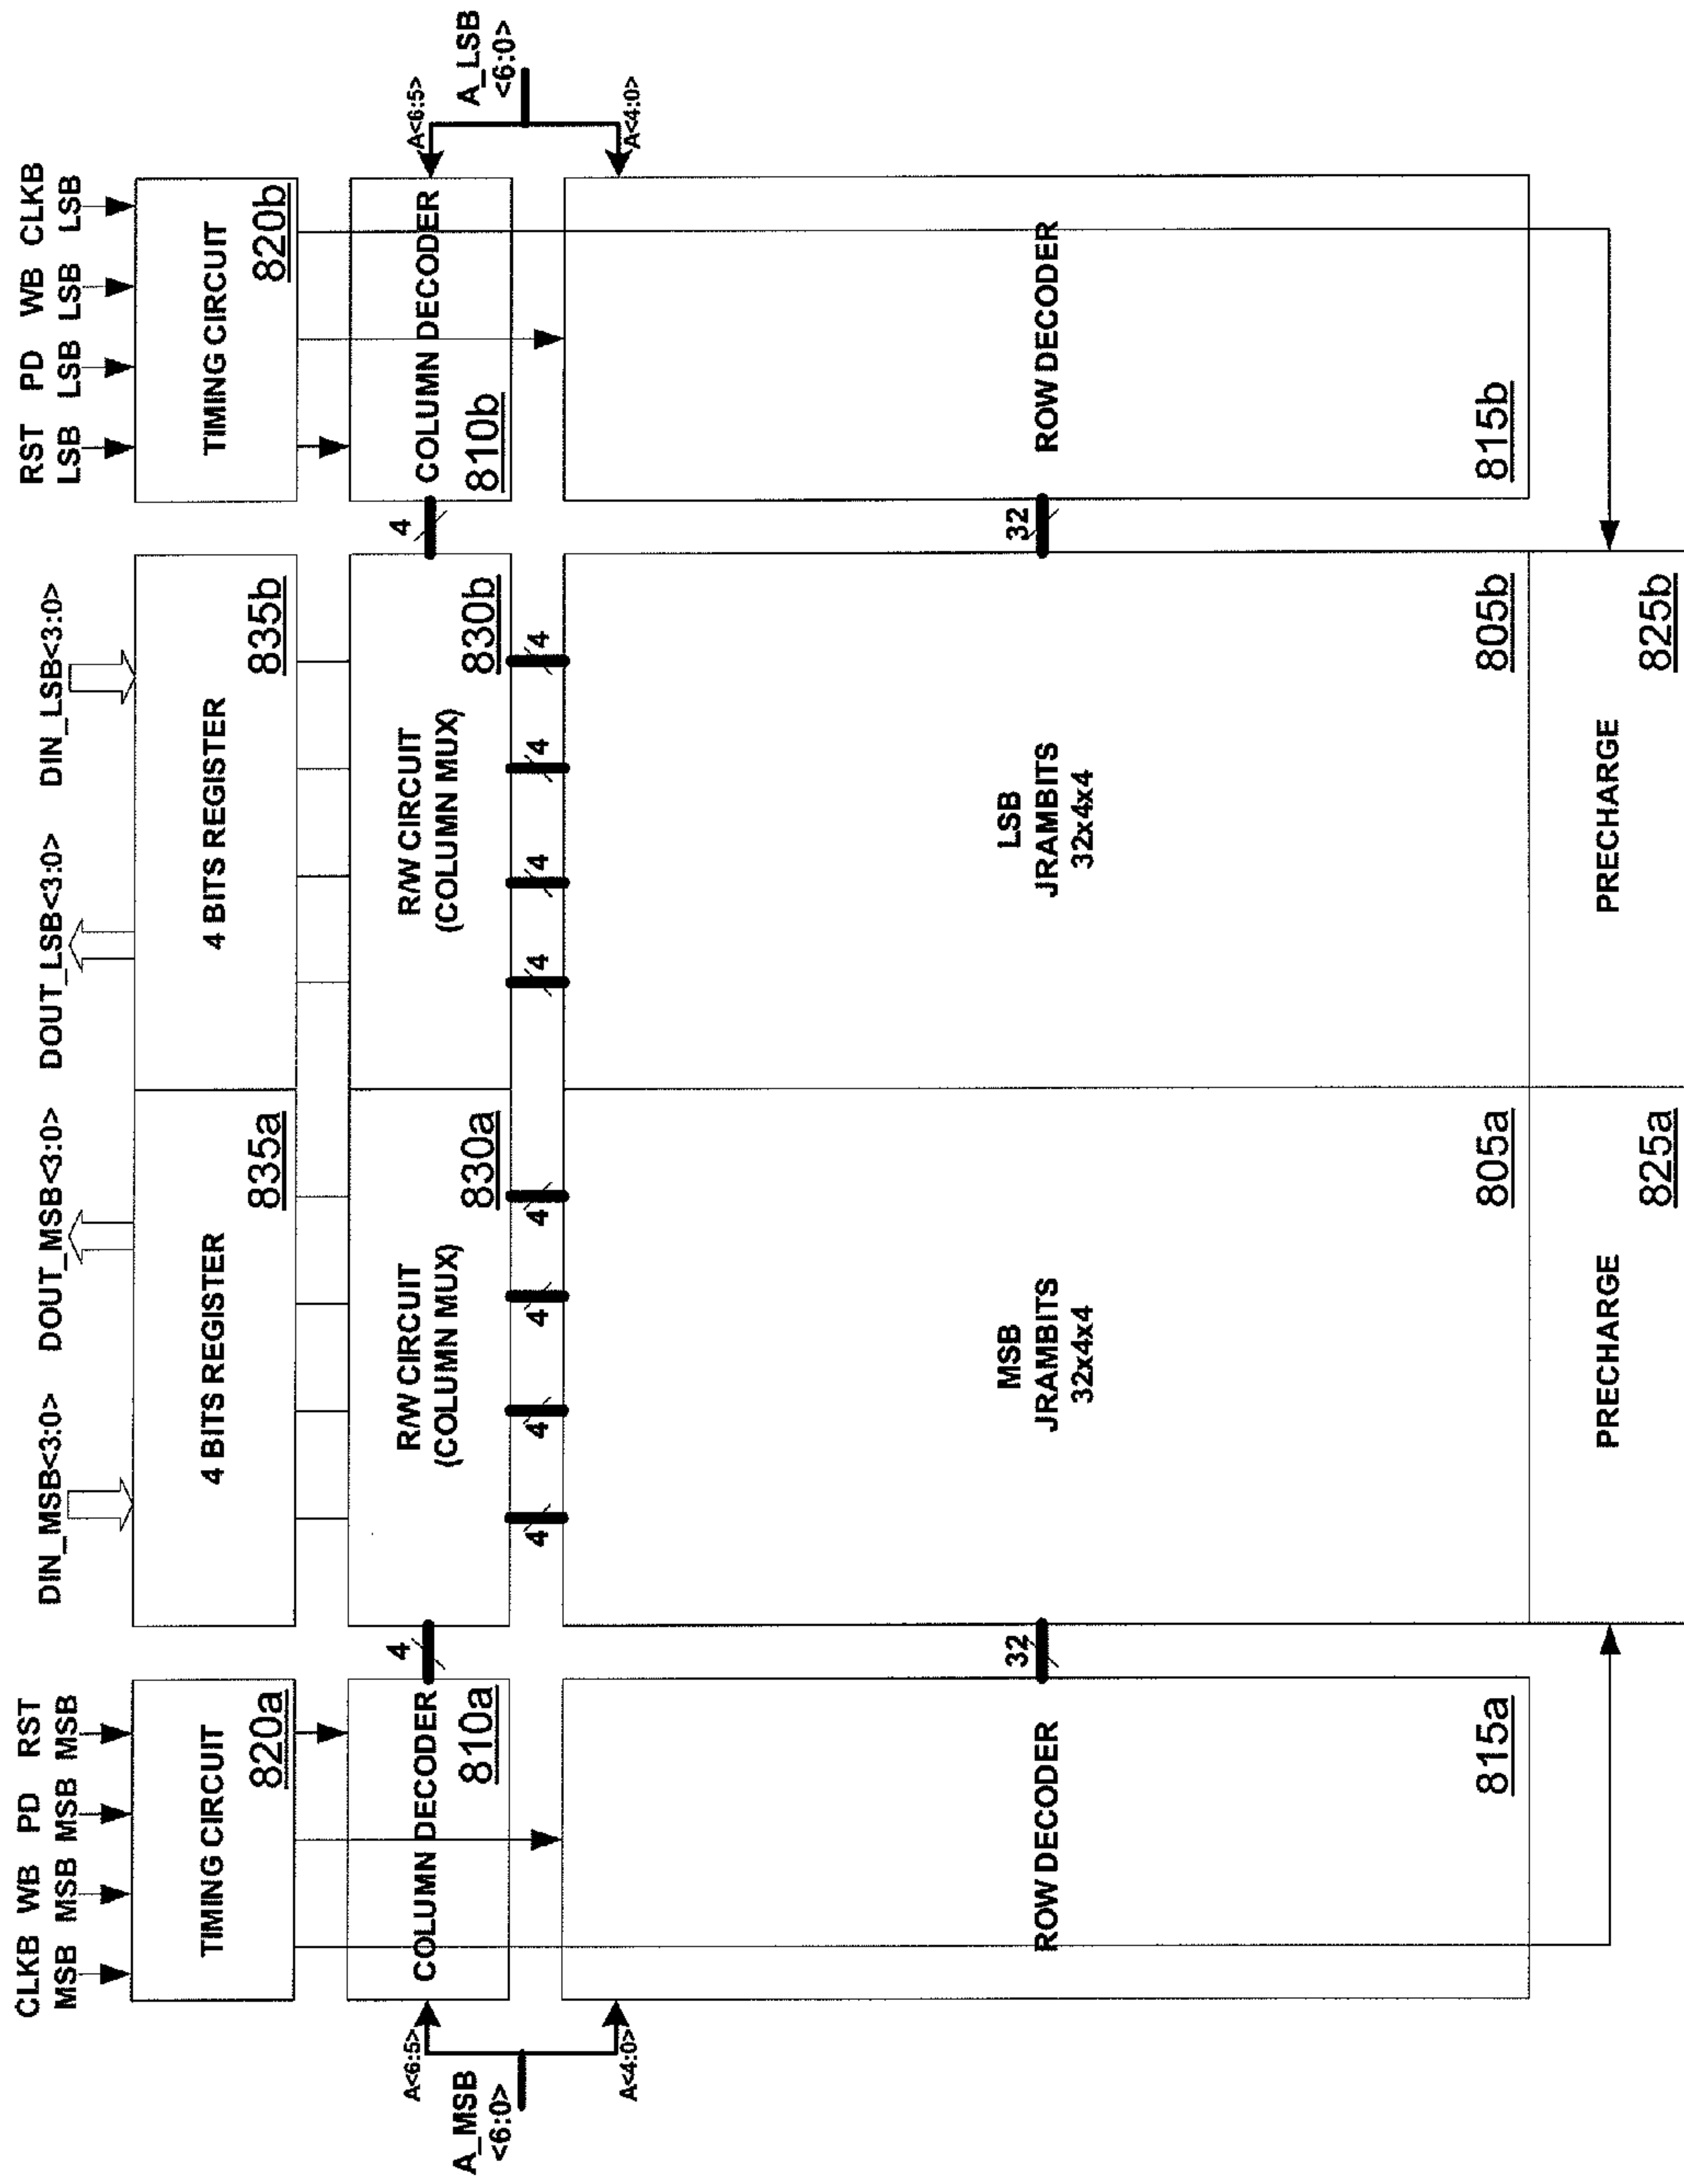 CLKB WB PD RST
MSB MSB MSB MSB
DIN_MSB<3:0>
DOUT_MSB<3:0>
DOUT_LSB<3:0>
DIN_LSB<3:0>
RST PD WB CLKB
LSB LSB LSB LSB
TIMING CIRCUIT
820a
4 BITS REGISTER
835a
4 BITS REGISTER
835b
TIMING CIRCUIT
820b
A<6:5>
A_MSB
<6:0>
A<4:0>
COLUMN DECODER
810a
4
R/W CIRCUIT
(COLUMN MUX)
830a
R/W CIRCUIT
(COLUMN MUX)
830b
4
COLUMN DECODER
810b
A<6:5>
A_LSB
<6:0>
A<4:0>
4 4 4 4
4 4 4 4
ROW DECODER
815a
32
MSB
JRAMBITS
32x4x4
805a
LSB
JRAMBITS
32x4x4
805b
32
ROW DECODER
815b
PRECHARGE
825a
PRECHARGE
825b